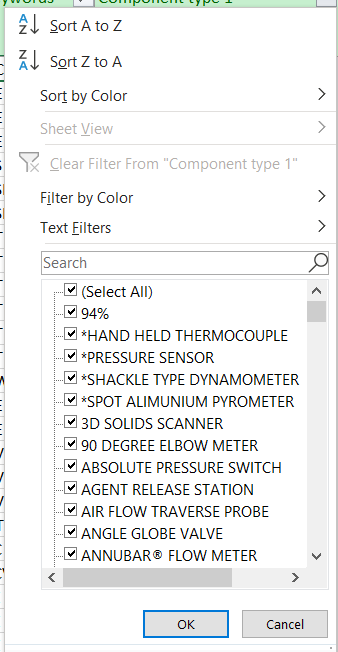 Component type 1
Sort A to Z
Sort Z to A
Sort by Color
Sheet View
Clear Filter From "Component type 1"
Filter by Color
Text Filters
Search
(Select All)
94%
*HAND HELD THERMOCOUPLE
*PRESSURE SENSOR
*SHACKLE TYPE DYNAMOMETER
*SPOT ALIMUNIUM PYROMETER
3D SOLIDS SCANNER
90 DEGREE ELBOW METER
ABSOLUTE PRESSURE SWITCH
AGENT RELEASE STATION
AIR FLOW TRAVERSE PROBE
ANGLE GLOBE VALVE
ANNUBAR® FLOW METER
OK Cancel